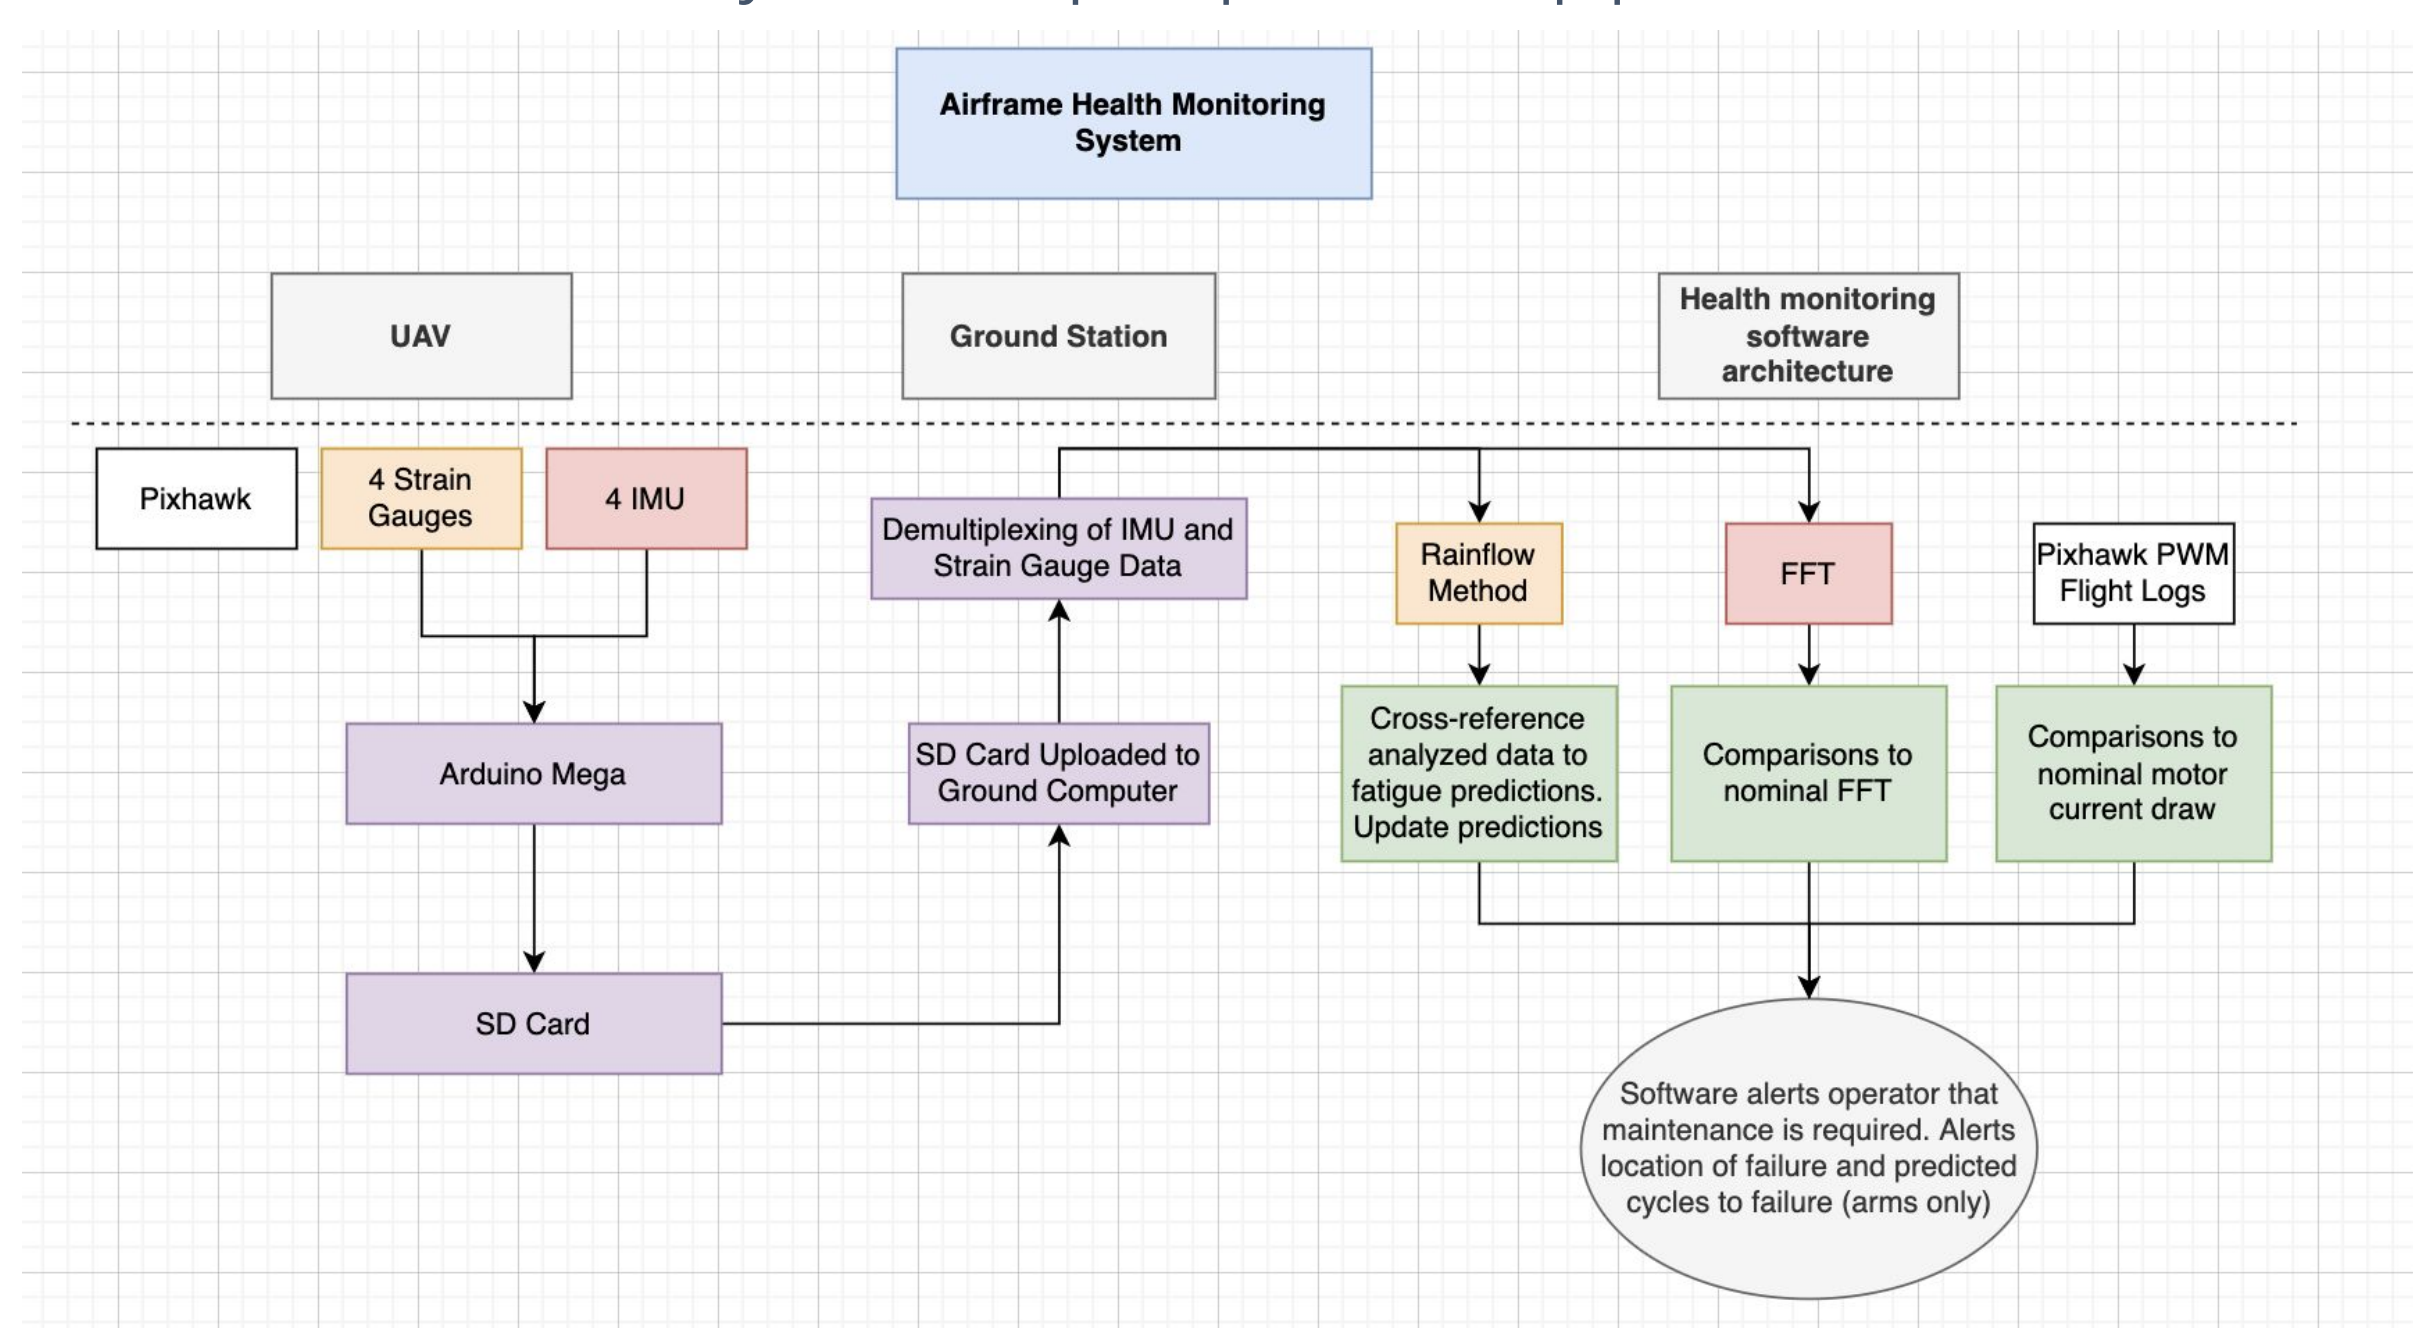 Airframe Health Monitoring
System
UAV
Ground Station
Health monitoring
software
architecture
Pixhawk
4 Strain
Gauges
4 IMU
Demultiplexing of IMU and
Strain Gauge Data
Rainflow
Method
FFT
Pixhawk PWM
Flight Logs
Arduino Mega
SD Card Uploaded to
Ground Computer
Cross-reference
analyzed data to
fatigue predictions.
Update predictions
Comparisons to
nominal FFT
Comparisons to
nominal motor
current draw
SD Card
Software alerts operator that
maintenance is required. Alerts
location of failure and predicted
cycles to failure (arms only)